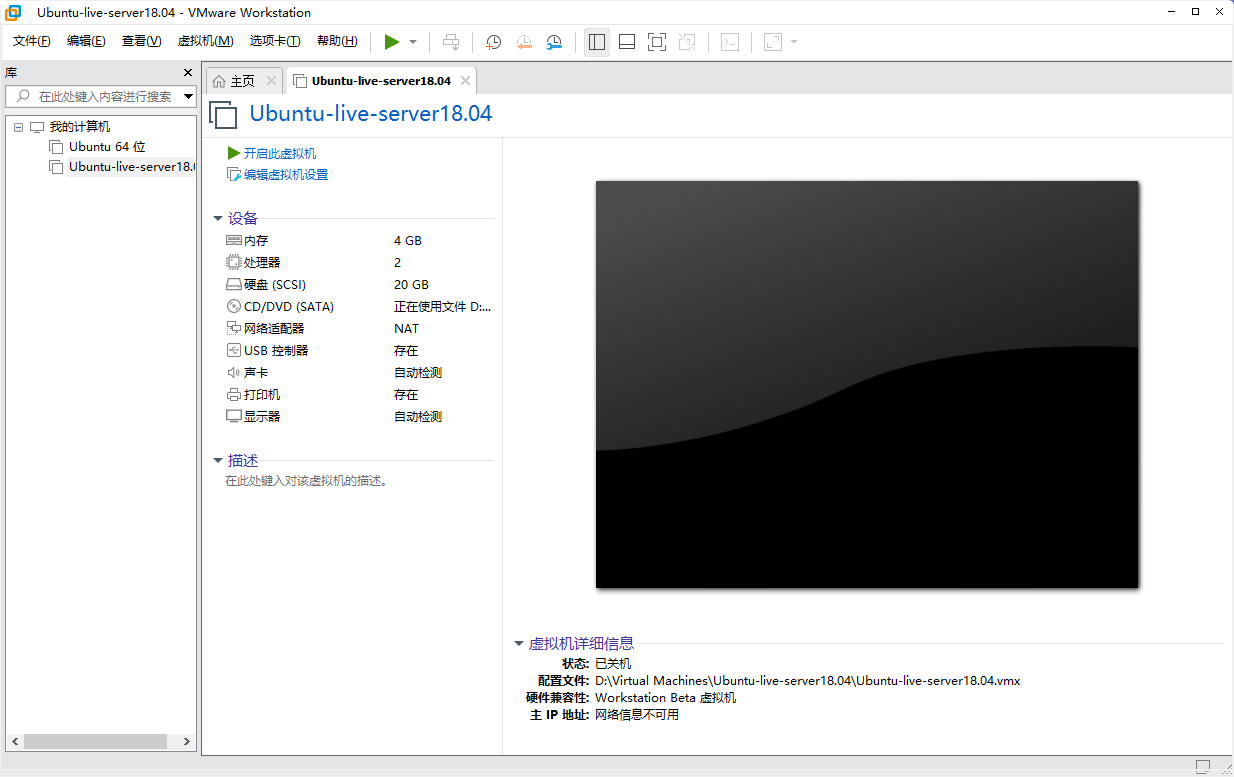 Ubuntu-live-server18.04 - VMware Workstation
文件(F) 编辑(E) 查看(V) 虚拟机(M) 选项卡(T) 帮助(H)
库
在此处键入内容进行搜索
我的计算机
Ubuntu 64 位
Ubuntu-live-server18.0
主页
Ubuntu-live-server18.04
Ubuntu-live-server18.04
开启此虚拟机
编辑虚拟机设置
设备
内存 4 GB
处理器 2
硬盘 (SCSI) 20 GB
CD/DVD (SATA) 正在使用文件 D:...
网络适配器 NAT
USB 控制器 存在
声卡 自动检测
打印机 存在
显示器 自动检测
描述
在此处键入对该虚拟机的描述。
虚拟机详细信息
状态: 已关机
配置文件: D:\Virtual Machines\Ubuntu-live-server18.04\Ubuntu-live-server18.04.vmx
硬件兼容性: Workstation Beta 虚拟机
主 IP 地址: 网络信息不可用